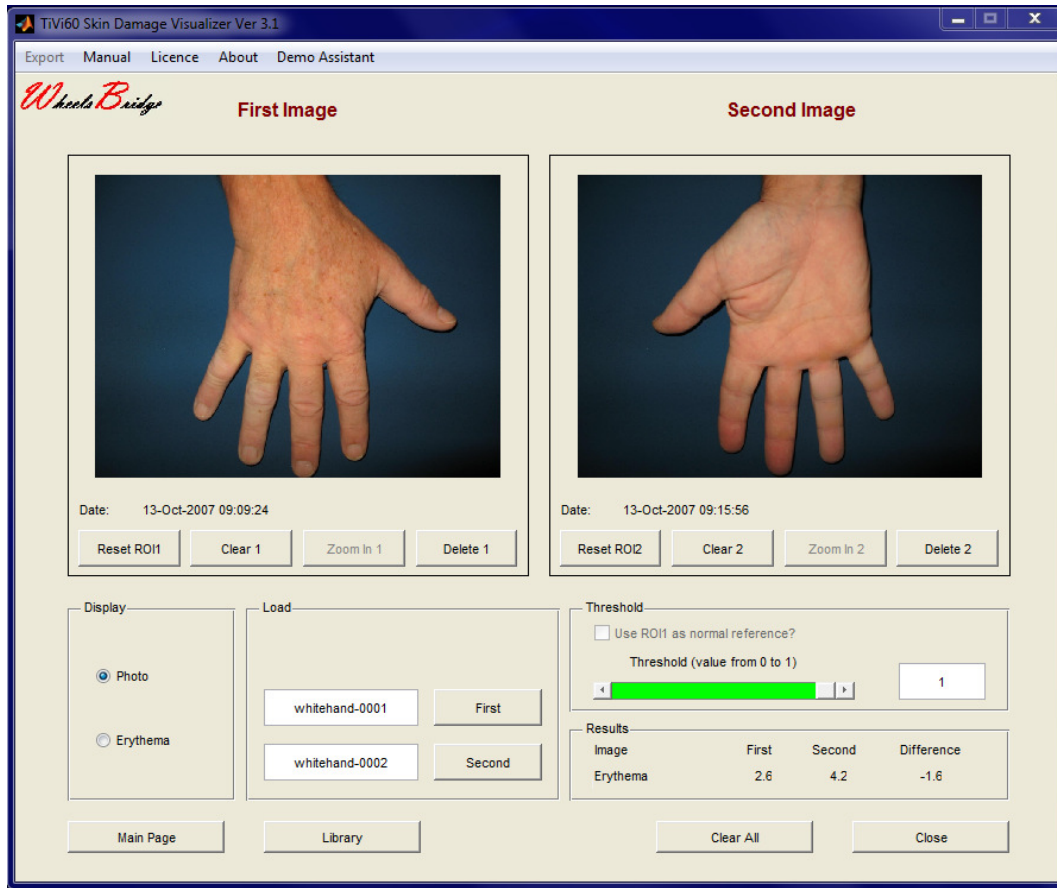 TiVi60 Skin Damage Visualizer Ver 3.1
Export Manual Licence About Demo Assistant
WheelsBridge
First Image
Second Image
Date: 13-Oct-2007 09:09:24
Date: 13-Oct-2007 09:15:56
Reset ROI1 Clear 1 Zoom In 1 Delete 1
Reset ROI2 Clear 2 Zoom In 2 Delete 2
Display
Photo
Erythema
Load
whitehand-0001 First
whitehand-0002 Second
Threshold
Use ROI1 as normal reference?
Threshold (value from 0 to 1)
1
Results
Image First Second Difference
Erythema 2.6 4.2 -1.6
Main Page Library Clear All Close